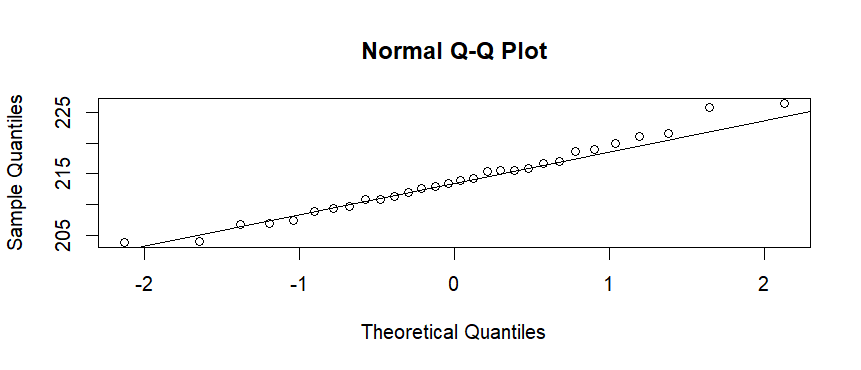 Normal Q-Q Plot
Sample Quantiles
225
215
205
-2 -1 0 1 2
Theoretical Quantiles